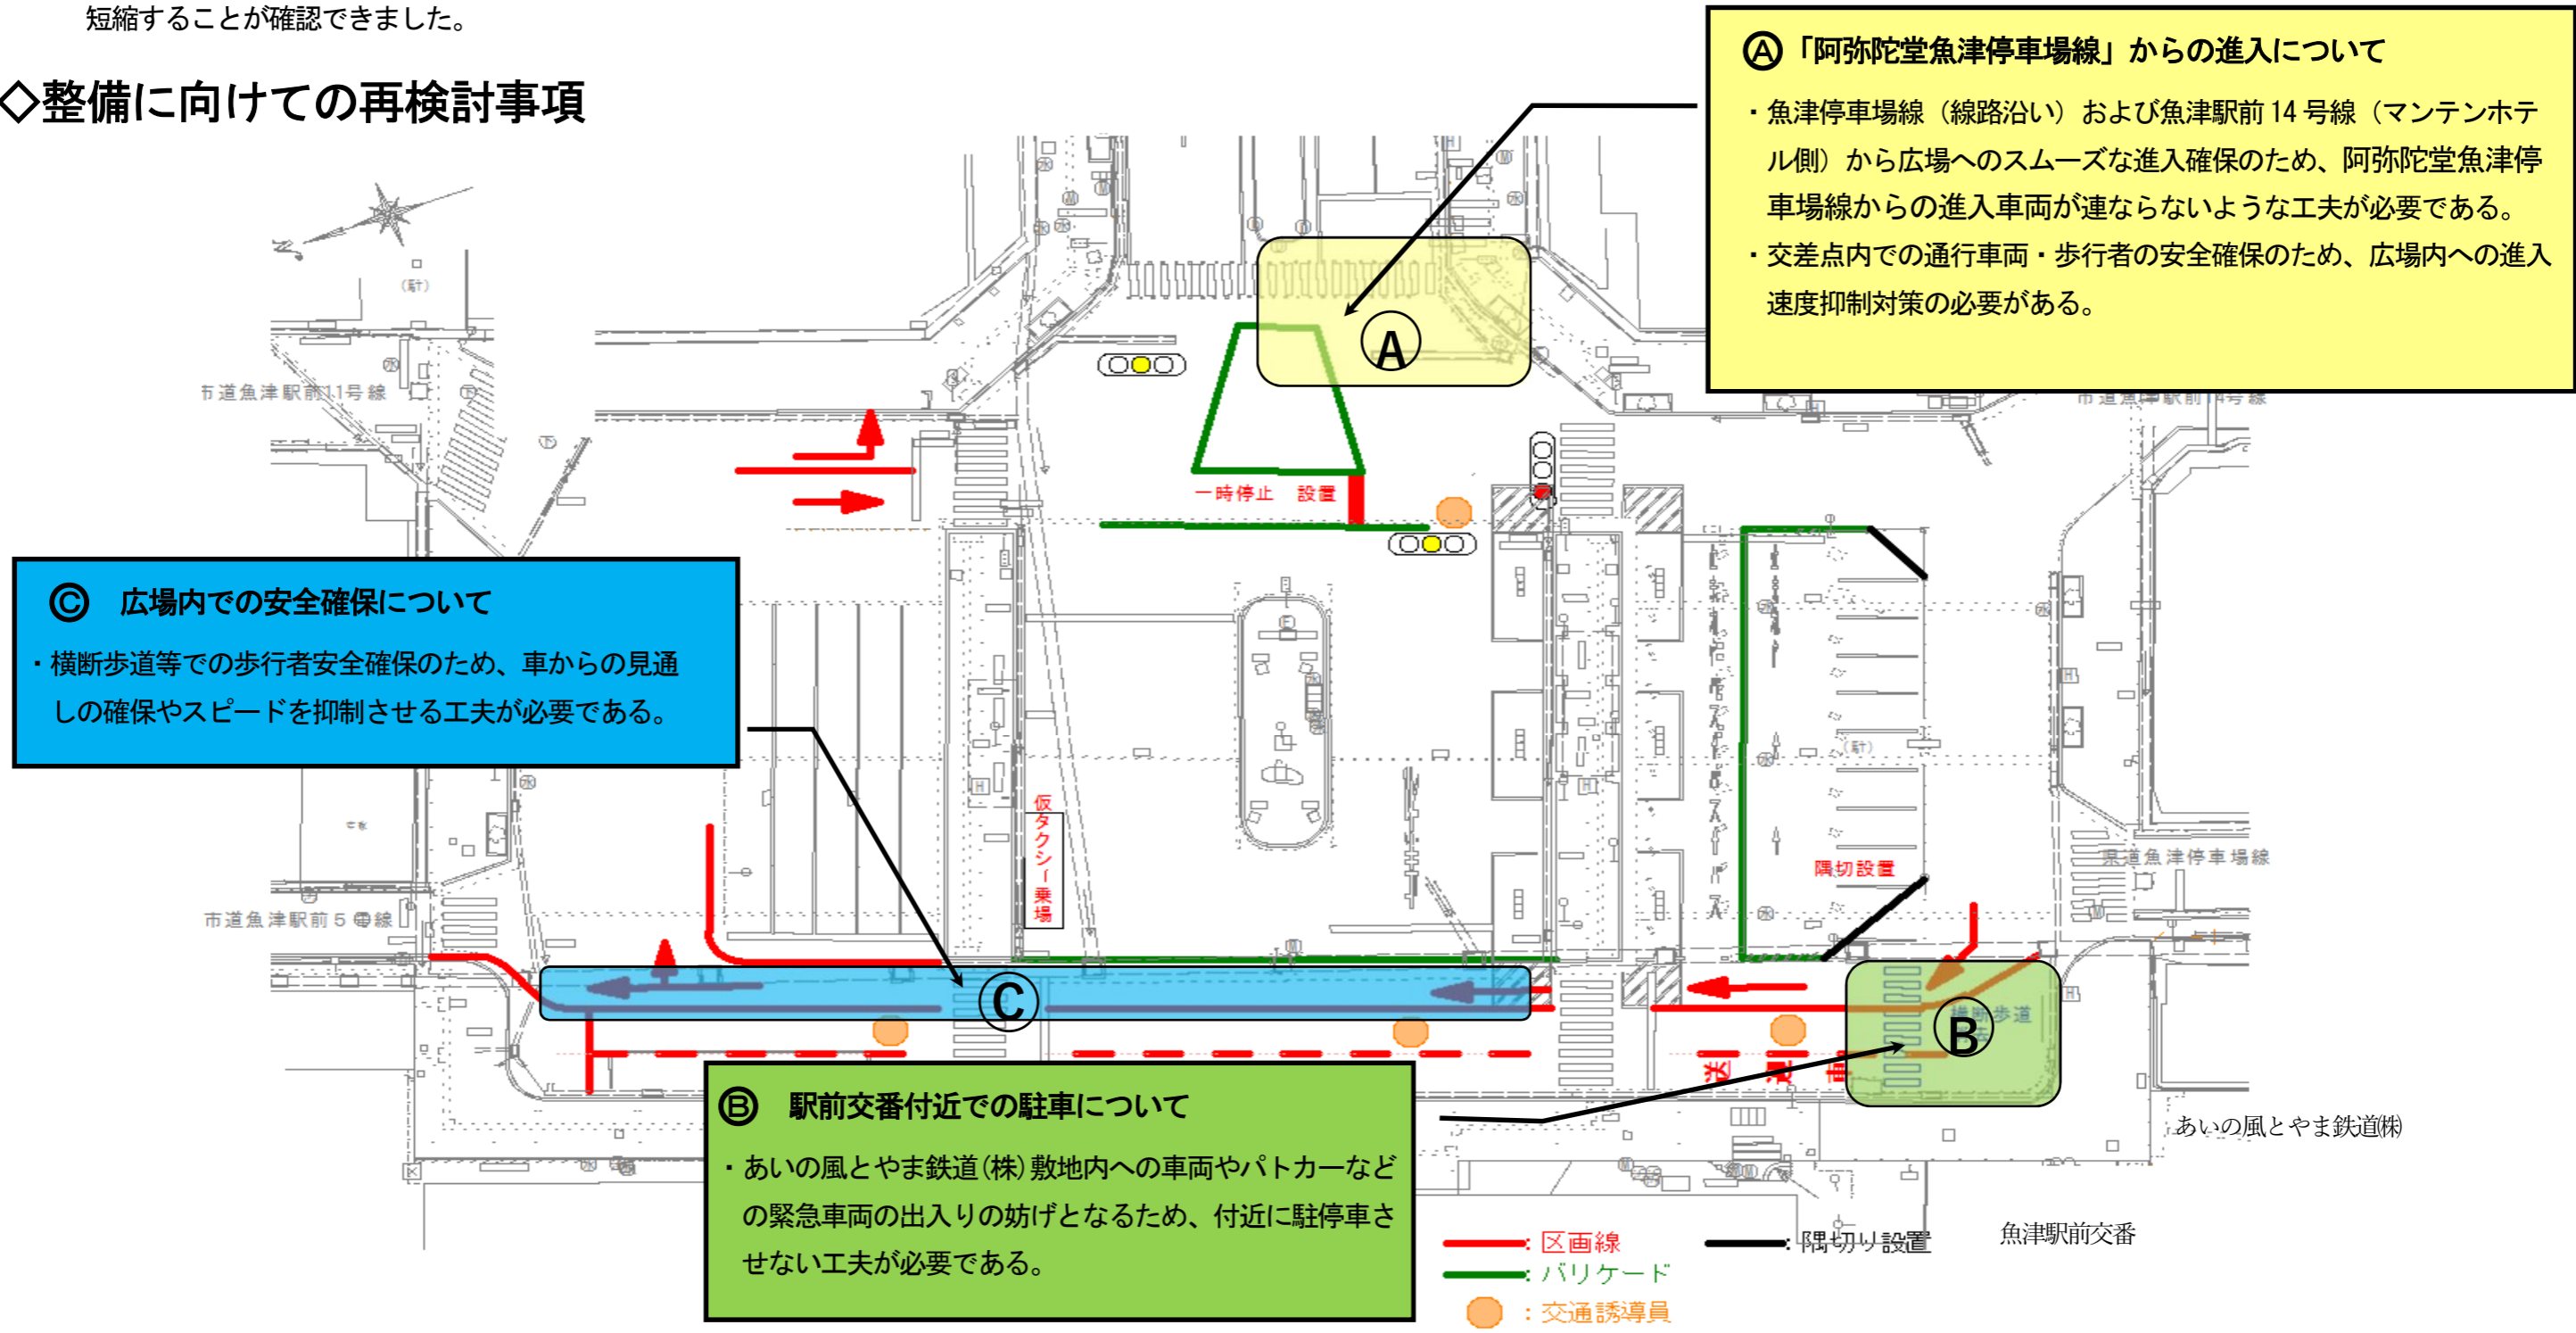 短縮することが確認できました。
◇整備に向けての再検討事項
Ⓐ「阿弥陀堂魚津停車場線」からの進入について
・魚津停車場線（線路沿い）および魚津駅前14号線（マンテンホテ
ル側）から広場へのスムーズな進入確保のため、阿弥陀堂魚津停
車場線からの進入車両が連ならないような工夫が必要である。
・交差点内での通行車両・歩行者の安全確保のため、広場内への進入
速度抑制対策の必要がある。
市道魚津駅前11号線
市道魚津駅前14号線
A
一時停止 設置
Ⓒ 広場内での安全確保について
・横断歩道等での歩行者安全確保のため、車からの見通
しの確保やスピードを抑制させる工夫が必要である。
仮タクシー乗場
隅切設置
県道魚津停車場線
市道魚津駅前5号線
C
横断歩道
B
送迎車
Ⓑ 駅前交番付近での駐車について
・あいの風とやま鉄道(株)敷地内への車両やパトカーなど
の緊急車両の出入りの妨げとなるため、付近に駐停車さ
せない工夫が必要である。
あいの風とやま鉄道㈱
魚津駅前交番
：区画線
：隅切り設置
：バリケード
：交通誘導員